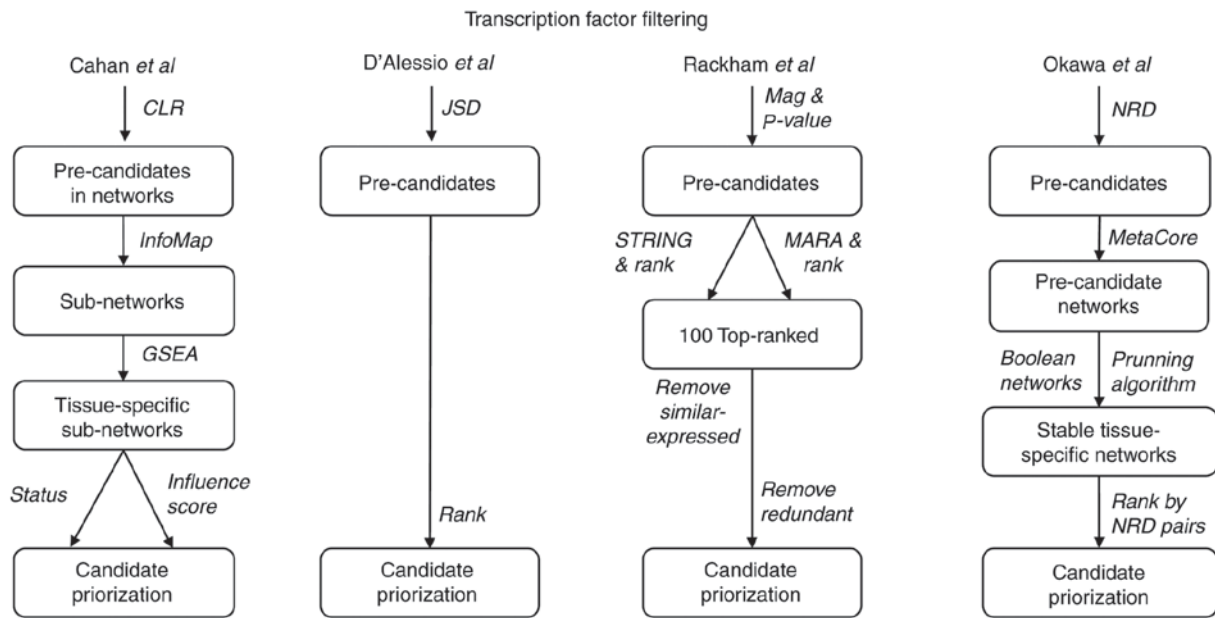 Transcription factor filtering
Cahan et al
CLR
Pre-candidates
in networks
InfoMap
Sub-networks
GSEA
Tissue-specific
sub-networks
Status
Influence
score
Candidate
priorization
D'Alessio et al
JSD
Pre-candidates
Rank
Candidate
priorization
Rackham et al
Mag &
P-value
Pre-candidates
STRING
& rank
MARA &
rank
100 Top-ranked
Remove
similar-
expressed
Remove
redundant
Candidate
priorization
Okawa et al
NRD
Pre-candidates
MetaCore
Pre-candidate
networks
Boolean
networks
Prunning
algorithm
Stable tissue-
specific networks
Rank by
NRD pairs
Candidate
priorization